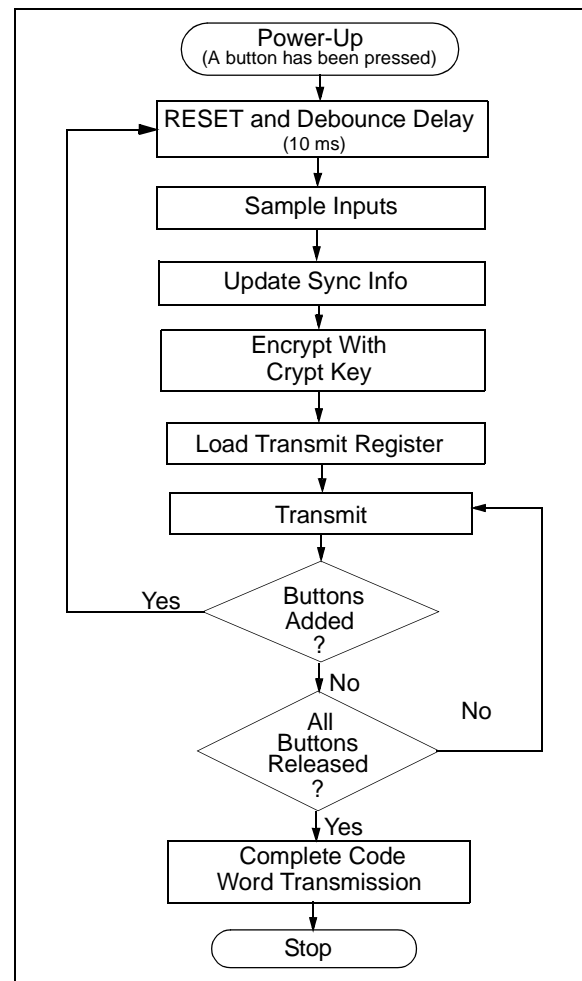 Power-Up
(A button has been pressed)
RESET and Debounce Delay
(10 ms)
Sample Inputs
Update Sync Info
Encrypt With
Crypt Key
Load Transmit Register
Transmit
Yes
Buttons
Added
?
No
No
All
Buttons
Released
?
Yes
Complete Code
Word Transmission
Stop